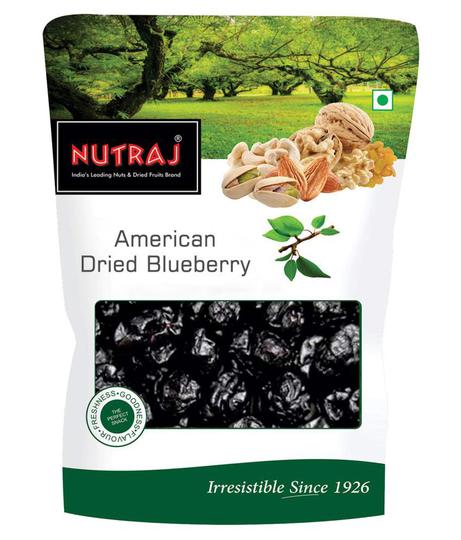 NUTRAJ®
India's Leading Nuts & Dried Fruits Brand
American
Dried Blueberry
FRESHNESS • GOODNESS • FLAVOUR •
THE
PERFECT
SNACK
Irresistible Since 1926